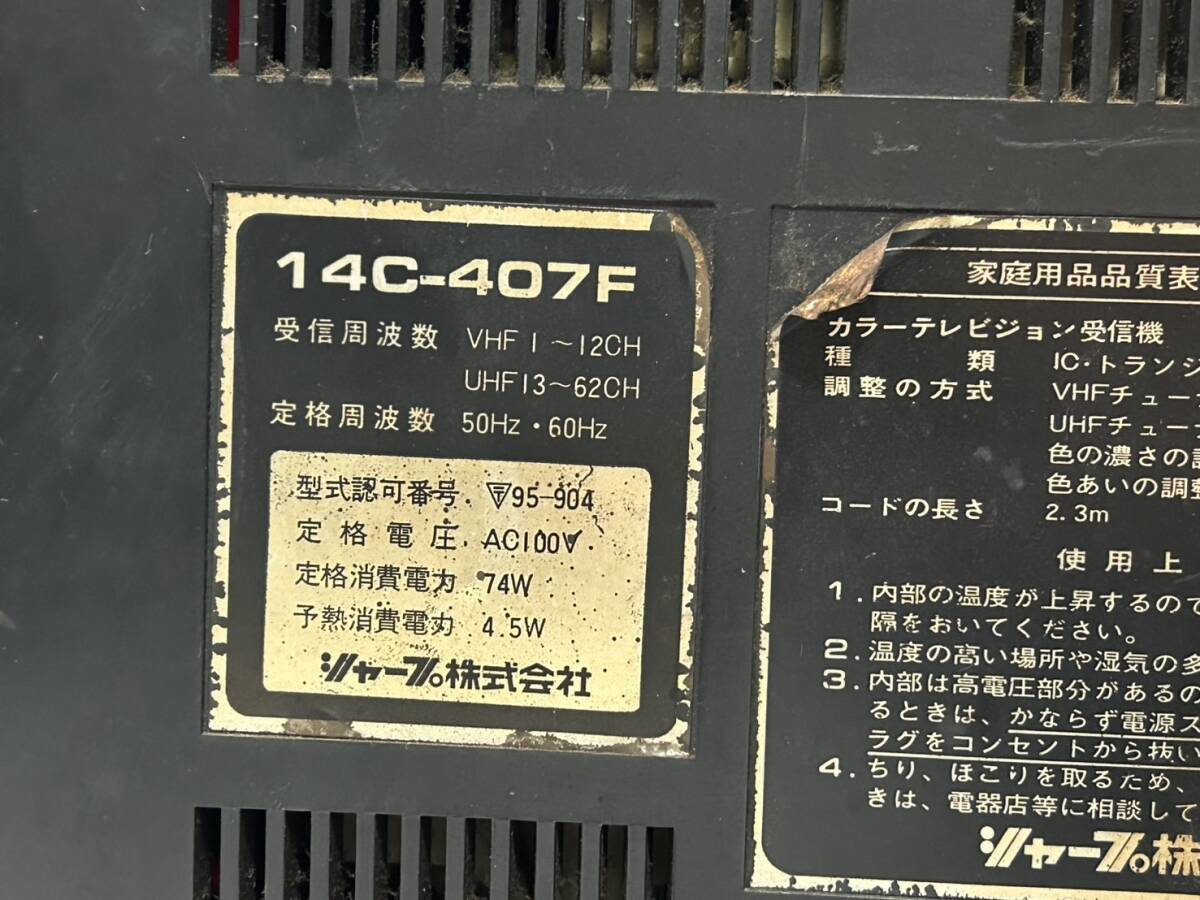 14C-407F
受信周波数 VHF 1～12CH
UHF13～62CH
定格周波数 50Hz・60Hz
型式認可番号 95-904
定格電圧 AC100V
定格消費電力 74W
予熱消費電力 4.5W
シャープ株式会社
家庭用品品質表
カラーテレビジョン受信機
種類 IC・トランジ
調整の方式 VHFチュー
UHFチュー
色の濃さの
色あいの調整
コードの長さ 2.3m
使用上
1.内部の温度が上昇するので
隔をおいてください。
2.温度の高い場所や湿気の多
3.内部は高電圧部分があるの
るときは、かならず電源ス
ラグをコンセントから抜い
4.ちり、ほこりを取るため、
きは、電器店等に相談して
シャープ株